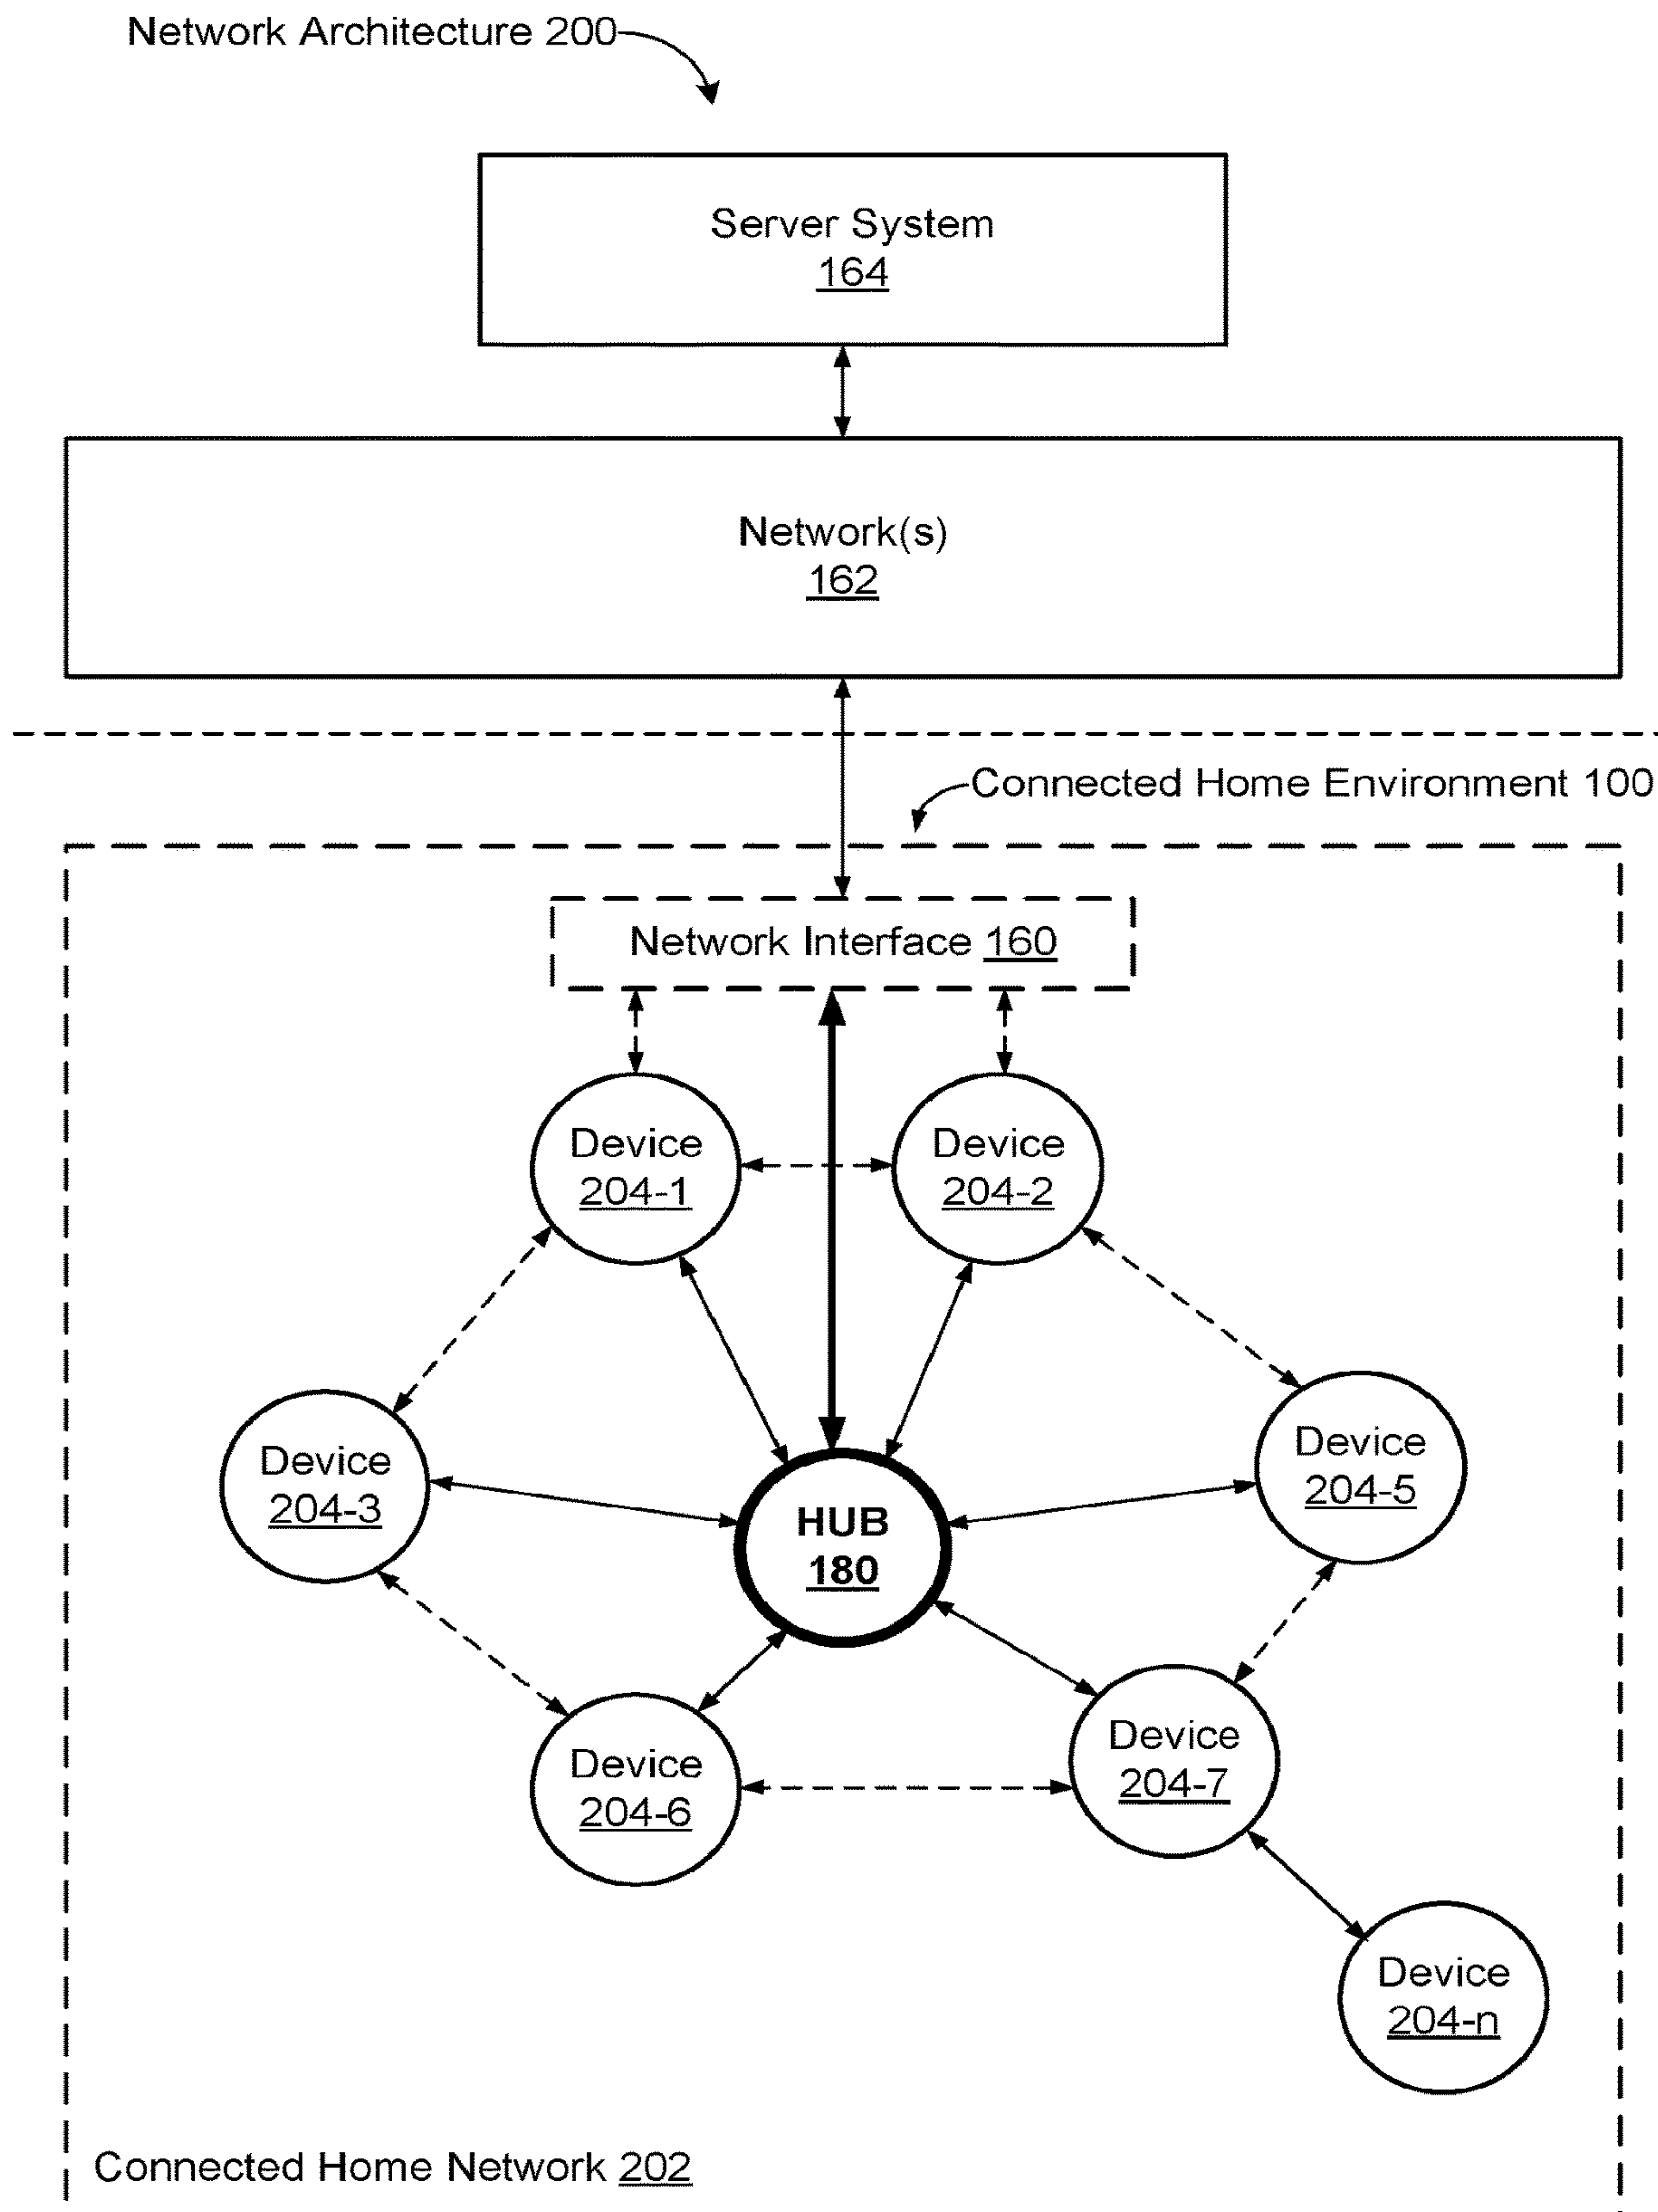 Network Architecture 200
Server System
164
Network(s)
162
Connected Home Environment 100
Network Interface 160
Device
204-1
Device
204-2
Device
204-3
Device
204-5
HUB
180
Device
204-6
Device
204-7
Device
204-n
Connected Home Network 202